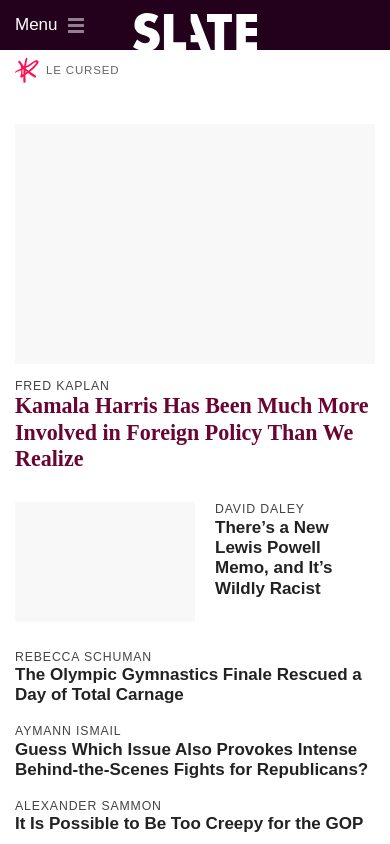 Menu
SLATE
LE CURSED
FRED KAPLAN
Kamala Harris Has Been Much More
Involved in Foreign Policy Than We
Realize
DAVID DALEY
There’s a New
Lewis Powell
Memo, and It’s
Wildly Racist
REBECCA SCHUMAN
The Olympic Gymnastics Finale Rescued a
Day of Total Carnage
AYMANN ISMAIL
Guess Which Issue Also Provokes Intense
Behind-the-Scenes Fights for Republicans?
ALEXANDER SAMMON
It Is Possible to Be Too Creepy for the GOP